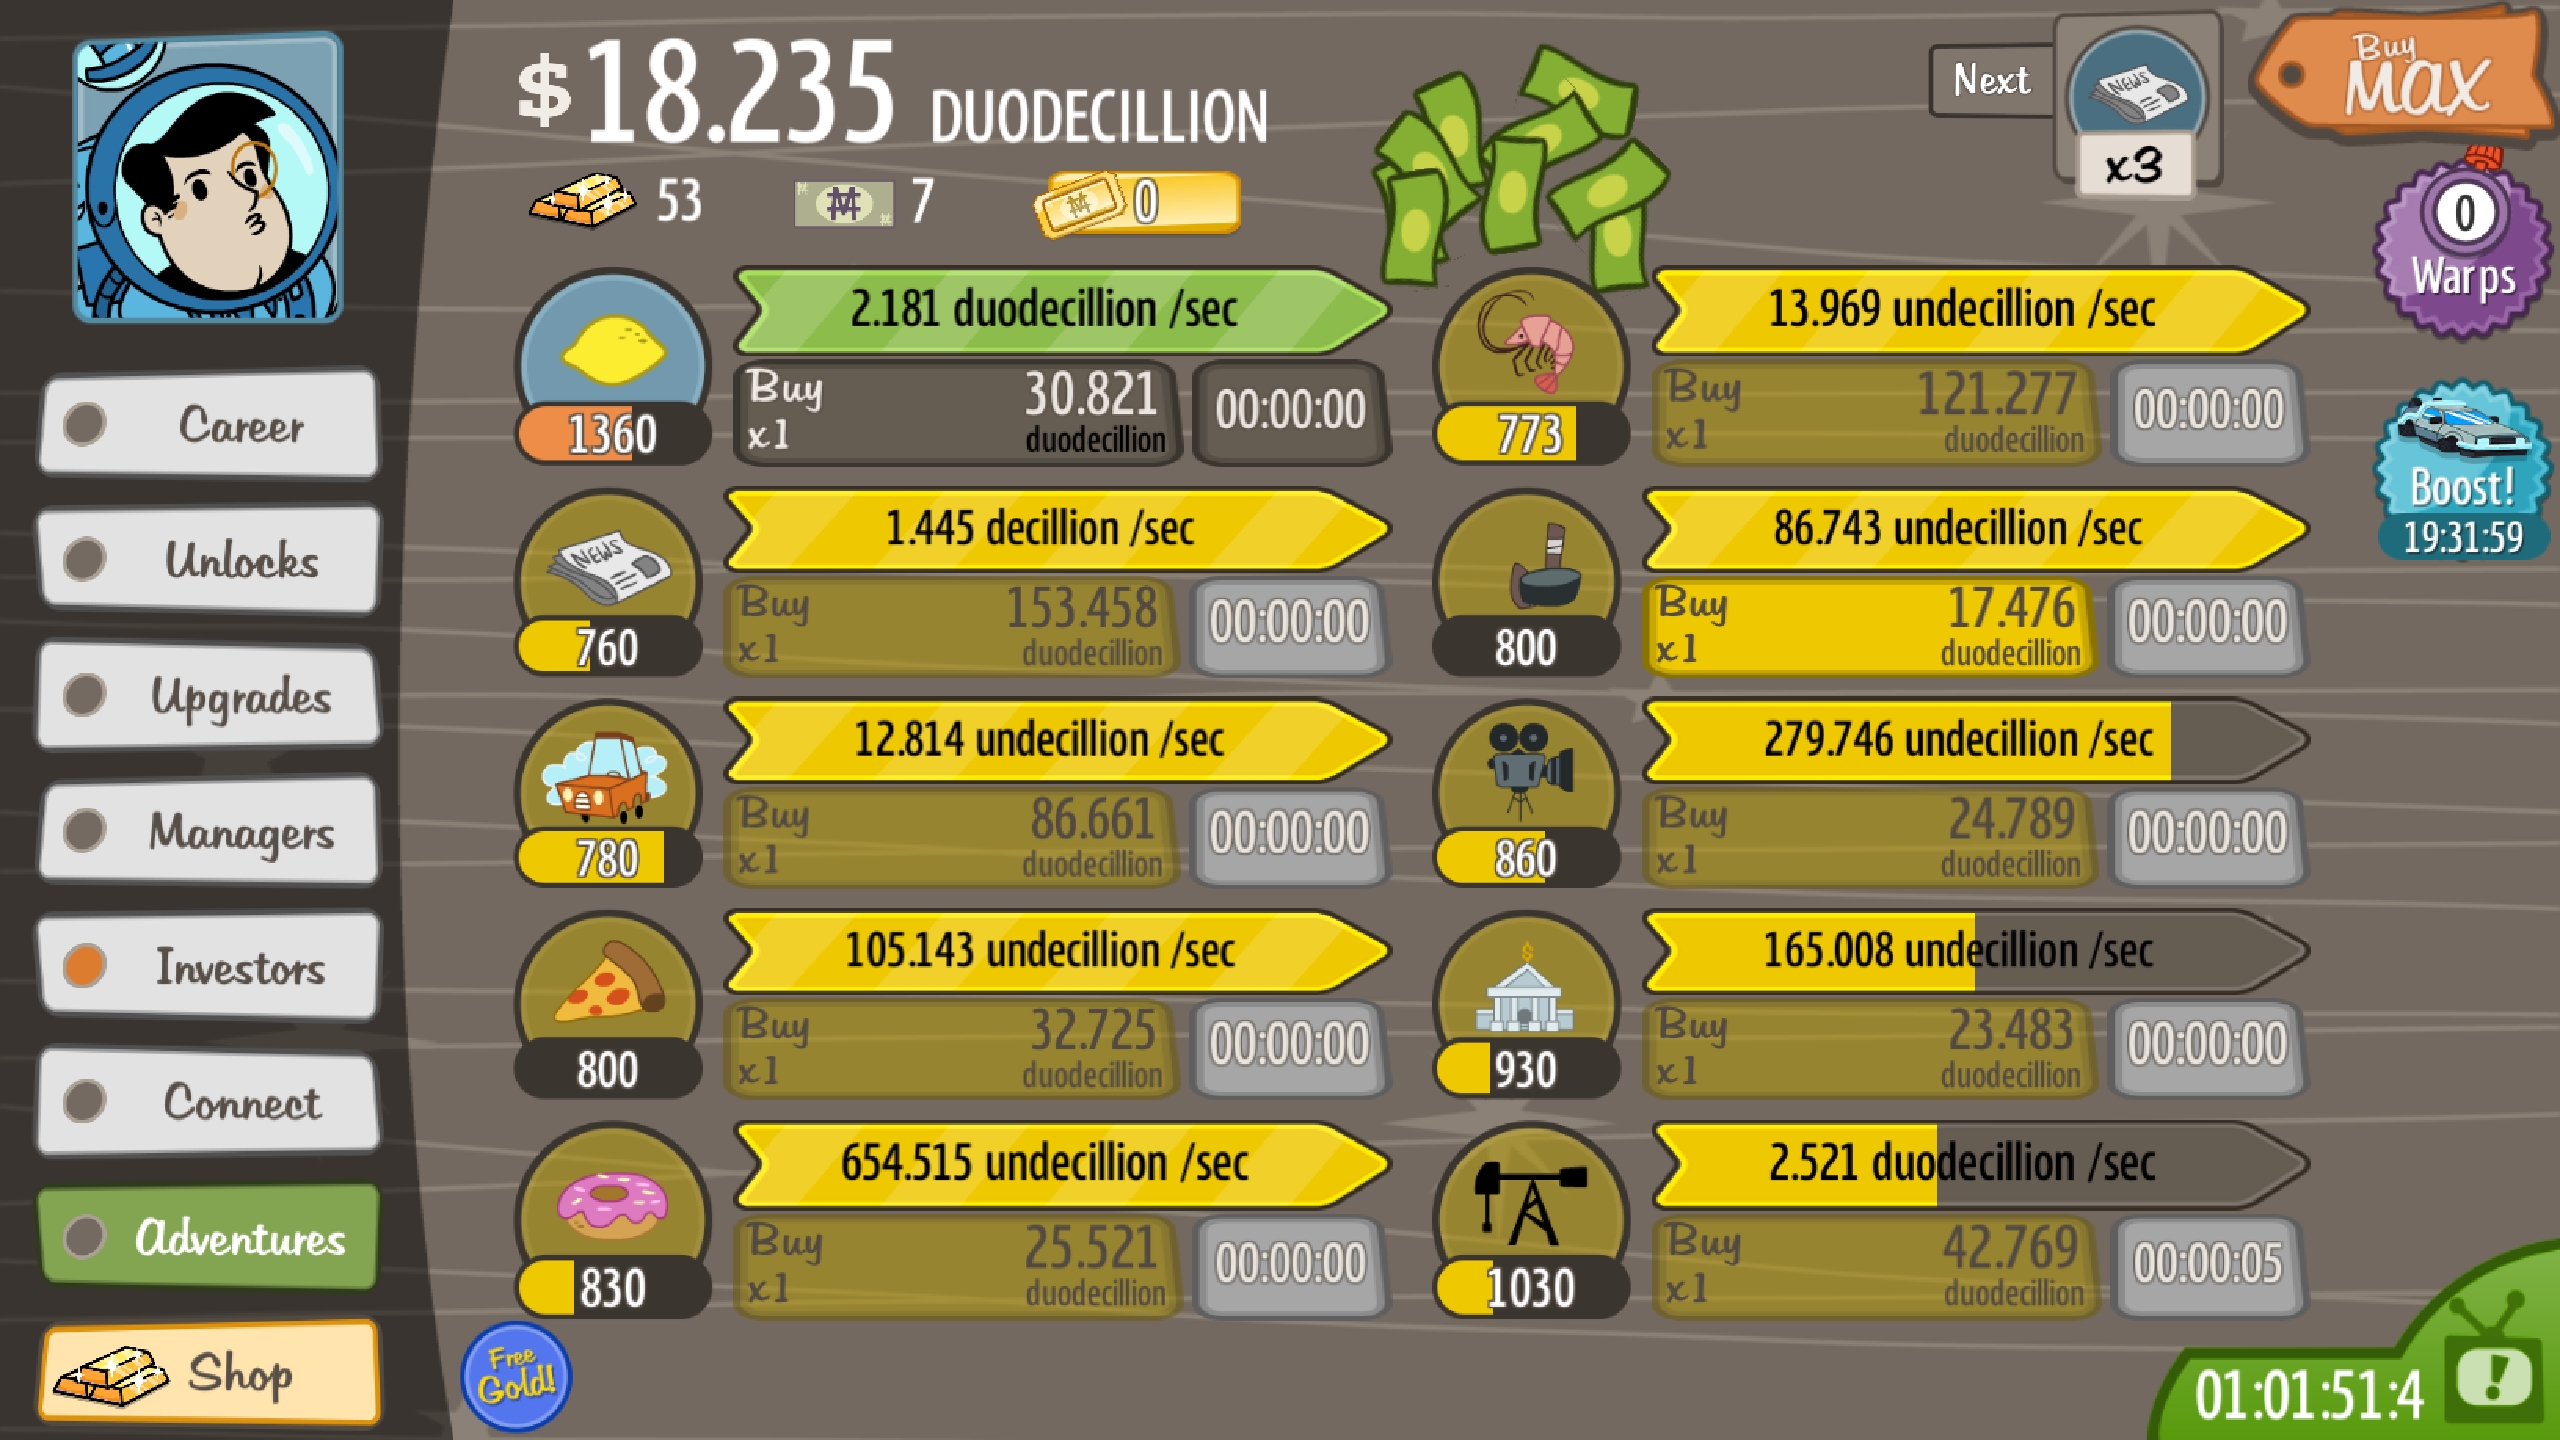 $18.235 DUODECILLION
53
7
0
Next
NEWS
x3
Buy
MAX
0
Warps
Boost!
19:31:59
Career
Unlocks
Upgrades
Managers
Investors
Connect
Adventures
Shop
2.181 duodecillion /sec
1360
Buy
x1
30.821
duodecillion
00:00:00
13.969 undecillion /sec
773
Buy
x1
121.277
duodecillion
00:00:00
NEWS
1.445 decillion /sec
760
Buy
x1
153.458
duodecillion
00:00:00
86.743 undecillion /sec
800
Buy
x1
17.476
duodecillion
00:00:00
12.814 undecillion /sec
780
Buy
x1
86.661
duodecillion
00:00:00
279.746 undecillion /sec
860
Buy
x1
24.789
duodecillion
00:00:00
105.143 undecillion /sec
800
Buy
x1
32.725
duodecillion
00:00:00
165.008 undecillion /sec
930
Buy
x1
23.483
duodecillion
00:00:00
654.515 undecillion /sec
830
Buy
x1
25.521
duodecillion
00:00:00
2.521 duodecillion /sec
1030
Buy
x1
42.769
duodecillion
00:00:05
Free
Gold!
01:01:51:4
!